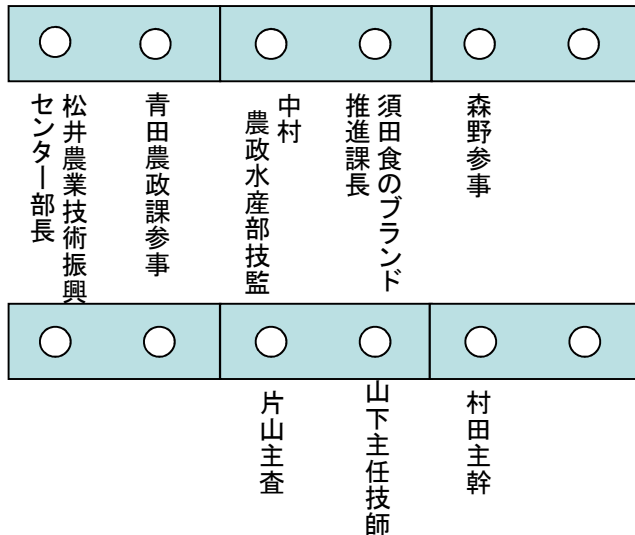 松井農業技術振興
センター部長
青田農政課参事
中村
農政水産部技監
須田食のブランド
推進課長
森野参事
片山主査
山下主任技師
村田主幹